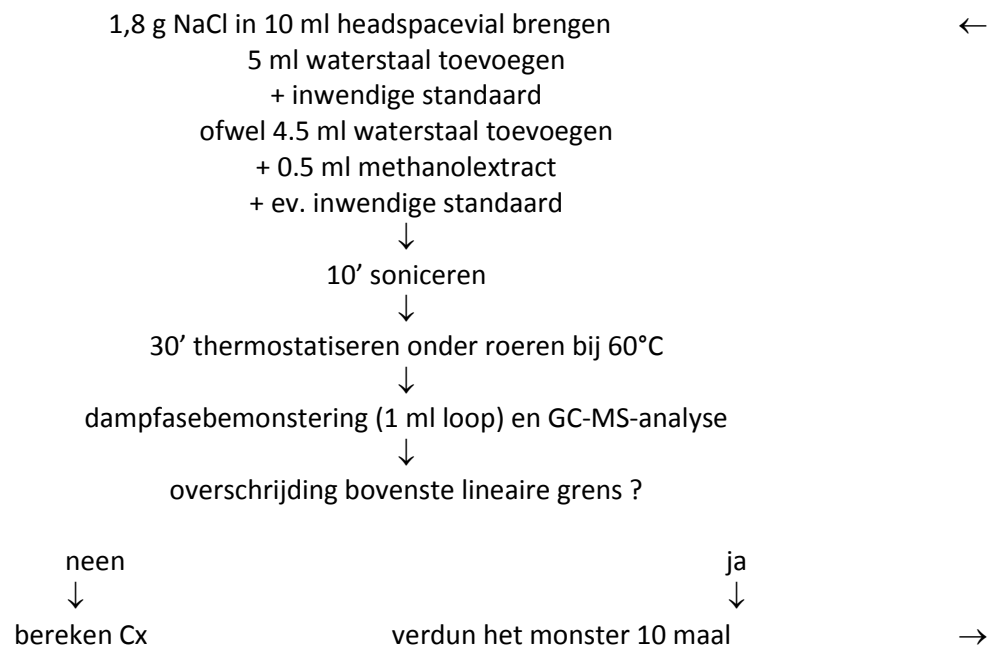 1,8 g NaCl in 10 ml headspacevial brengen ←
5 ml waterstaal toevoegen
+ inwendige standaard
ofwel 4.5 ml waterstaal toevoegen
+ 0.5 ml methanolextract
+ ev. inwendige standaard
↓
10’ soniceren
↓
30’ thermostatiseren onder roeren bij 60°C
↓
dampfasebemonstering (1 ml loop) en GC-MS-analyse
↓
overschrijding bovenste lineaire grens ?
neen ja
↓ ↓
bereken Cx verdun het monster 10 maal →